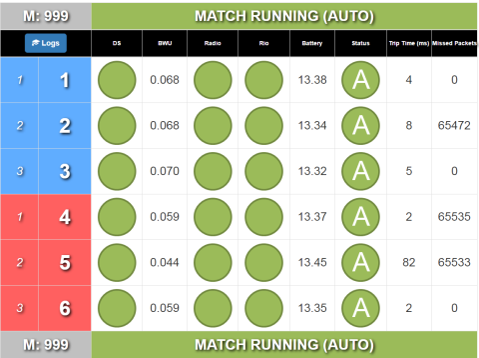 M: 999 MATCH RUNNING (AUTO)
Logs DS BWU Radio Rio Battery Status Trip Time (ms) Missed Packets
1 1 0.068 13.38 A 4 0
2 2 0.068 13.34 A 8 65472
3 3 0.070 13.32 A 5 0
1 4 0.059 13.37 A 2 65535
2 5 0.044 13.45 A 82 65533
3 6 0.059 13.35 A 2 0
M: 999 MATCH RUNNING (AUTO)